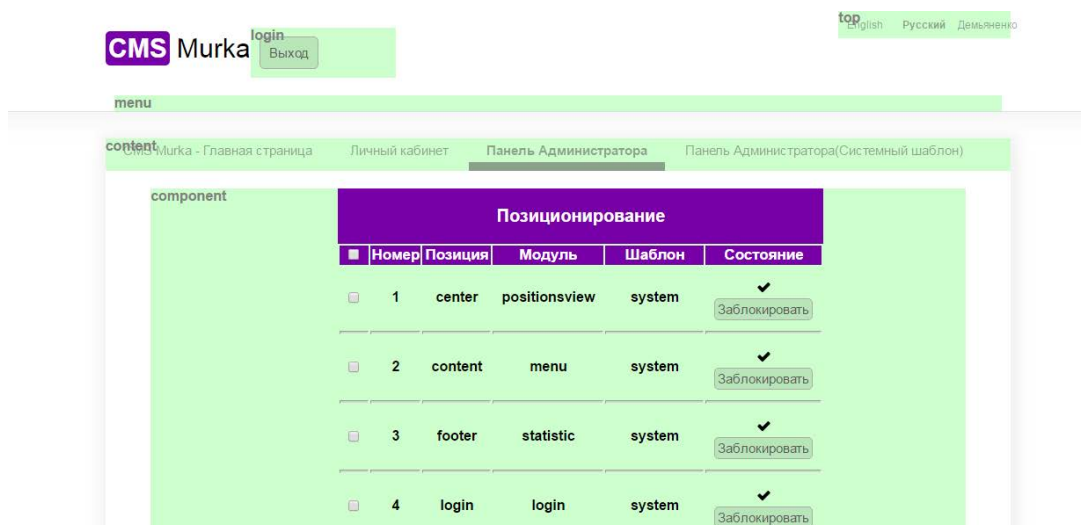 top
English Русский Демьяненко
login
CMS Murka
Выход
menu
content
CMS Murka - Главная страница Личный кабинет Панель Администратора Панель Администратора(Системный шаблон)
component
Позиционирование
Номер Позиция Модуль Шаблон Состояние
1 center positionsview system
Заблокировать
2 content menu system
Заблокировать
3 footer statistic system
Заблокировать
4 login login system
Заблокировать